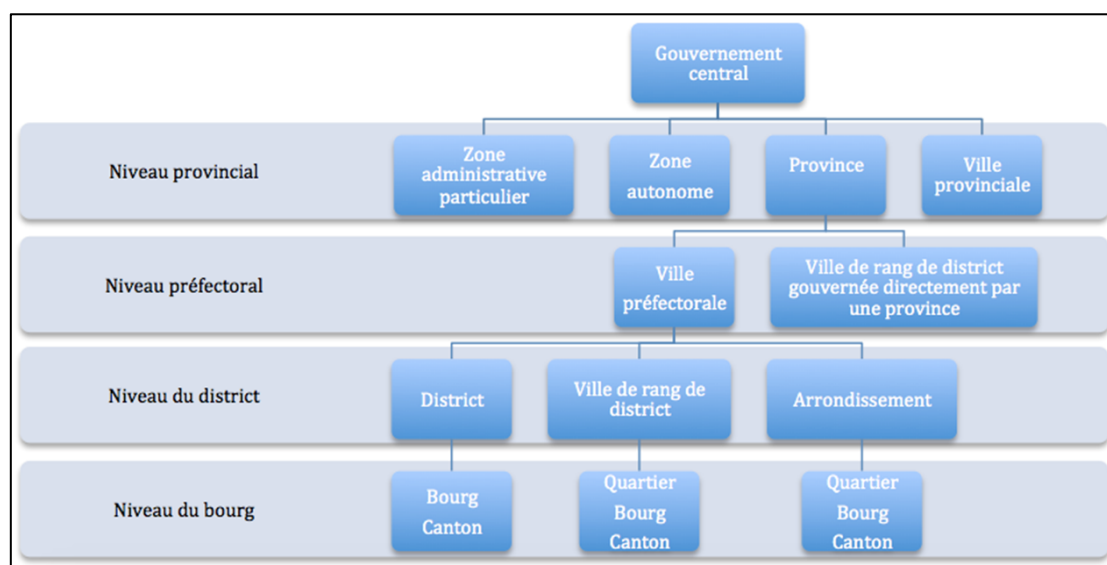 Gouvernement
central
Niveau provincial
Zone
administrative
particulier
Zone
autonome
Province
Ville
provinciale
Niveau préfectoral
Ville
préfectorale
Ville de rang de district
gouvernée directement par
une province
Niveau du district
District
Ville de rang de
district
Arrondissement
Niveau du bourg
Bourg
Canton
Quartier
Bourg
Canton
Quartier
Bourg
Canton